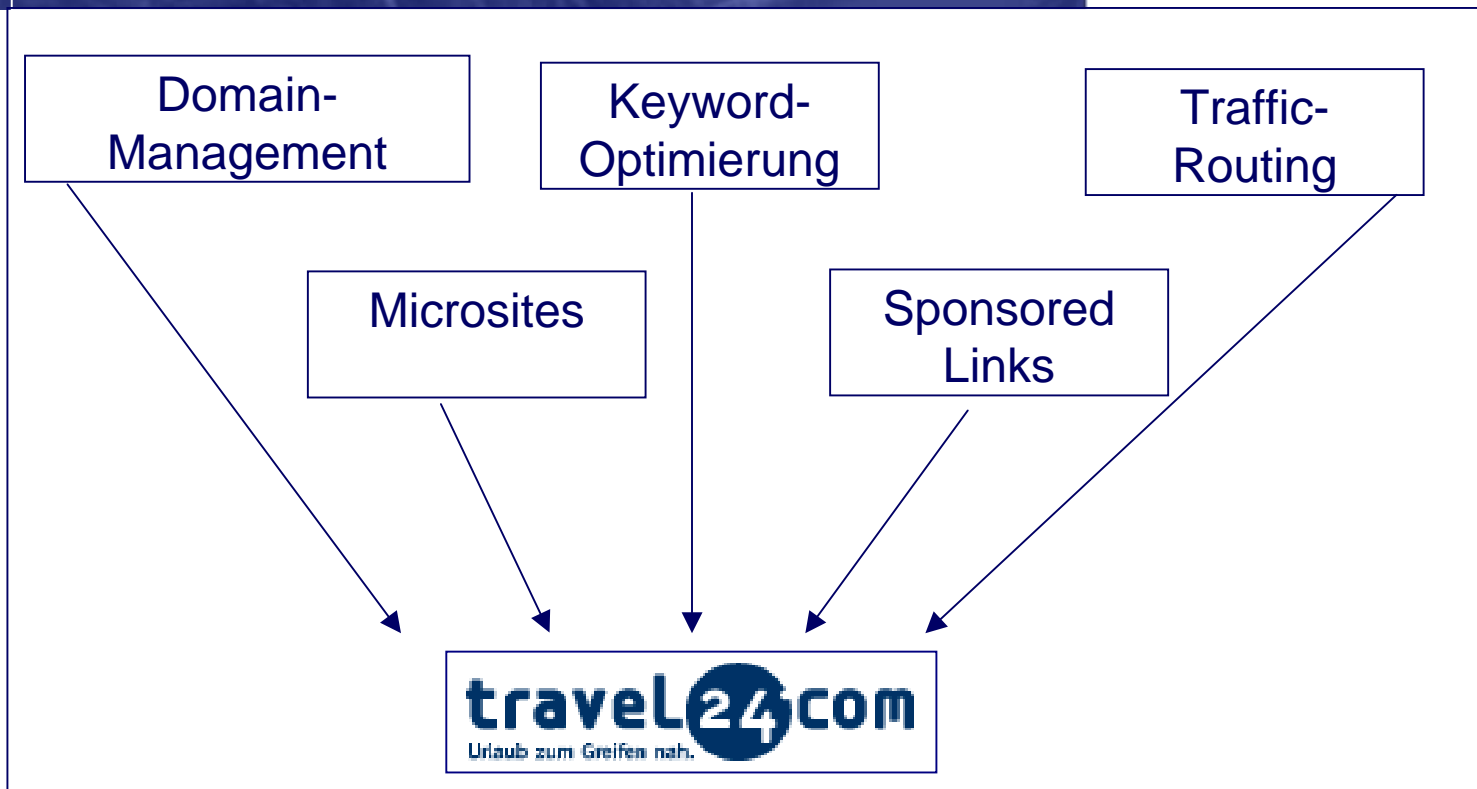 Domain-
Management
Keyword-
Optimierung
Traffic-
Routing
Microsites
Sponsored
Links
travel24com
Urlaub zum Greifen nah.